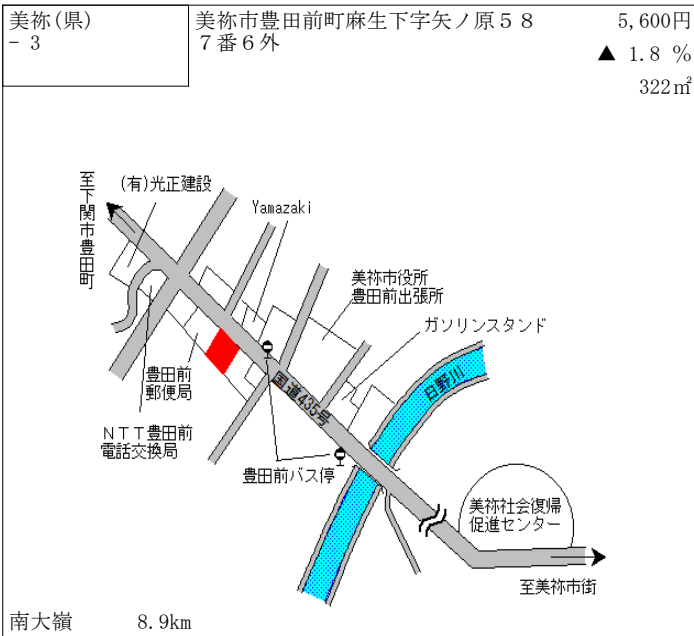 美祢(県)
- 3
美祢市豊田前町麻生下字矢ノ原58
7番6外
5,600円
▲ 1.8 %
322㎡
至下関市豊田町
(有)光正建設
Yamazaki
美祢市役所
豊田前出張所
ガソリンスタンド
日野川
国道435号
豊田前
郵便局
NTT豊田前
電話交換局
豊田前バス停
美祢社会復帰
促進センター
至美祢市街
南大嶺 8.9km